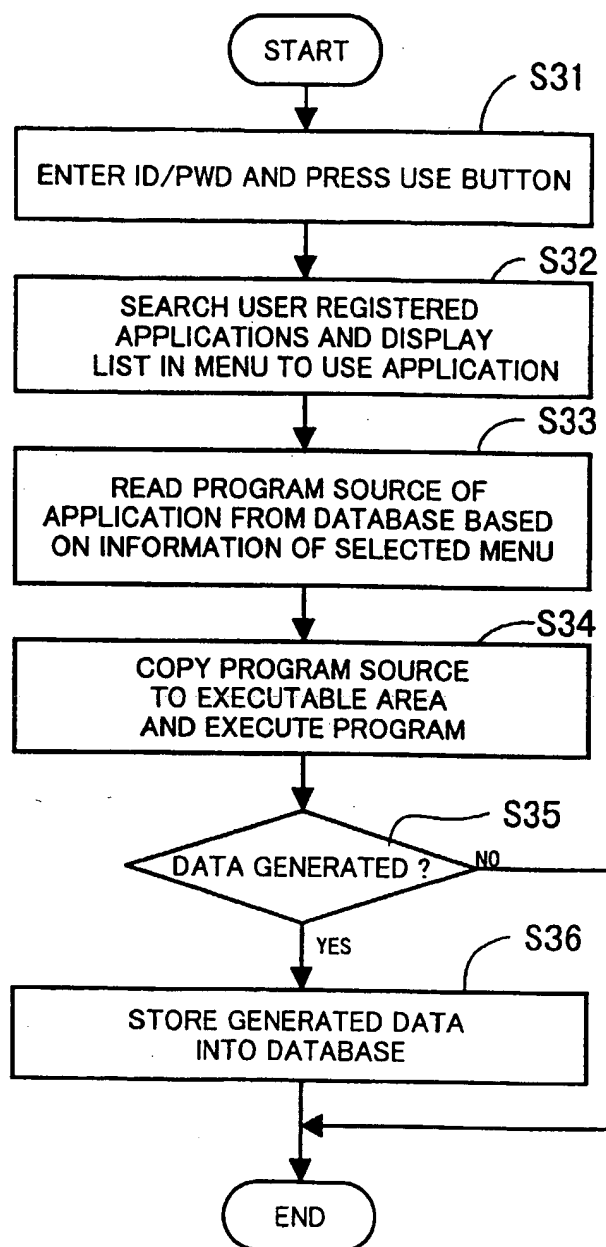 START
S31
ENTER ID/PWD AND PRESS USE BUTTON
S32
SEARCH USER REGISTERED
APPLICATIONS AND DISPLAY
LIST IN MENU TO USE APPLICATION
S33
READ PROGRAM SOURCE OF
APPLICATION FROM DATABASE BASED
ON INFORMATION OF SELECTED MENU
S34
COPY PROGRAM SOURCE
TO EXECUTABLE AREA
AND EXECUTE PROGRAM
S35
DATA GENERATED ?
NO
YES
S36
STORE GENERATED DATA
INTO DATABASE
END